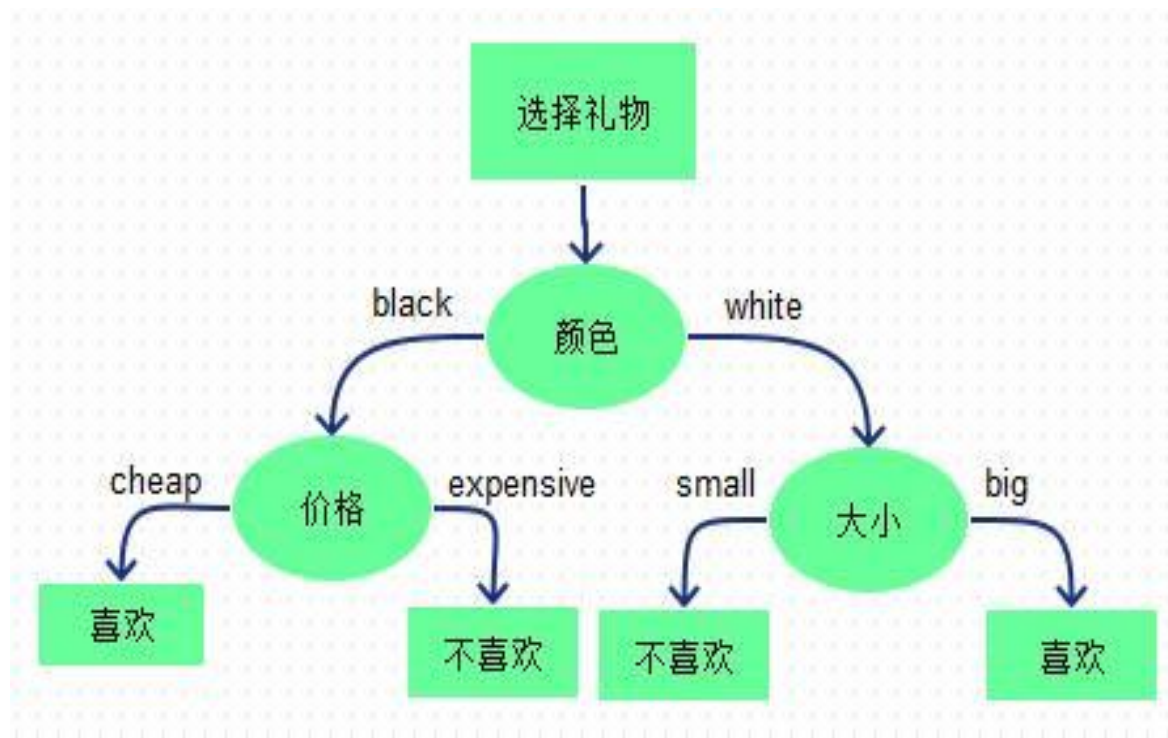 选择礼物
black
white
颜色
cheap
expensive
small
big
价格
大小
喜欢
不喜欢
不喜欢
喜欢